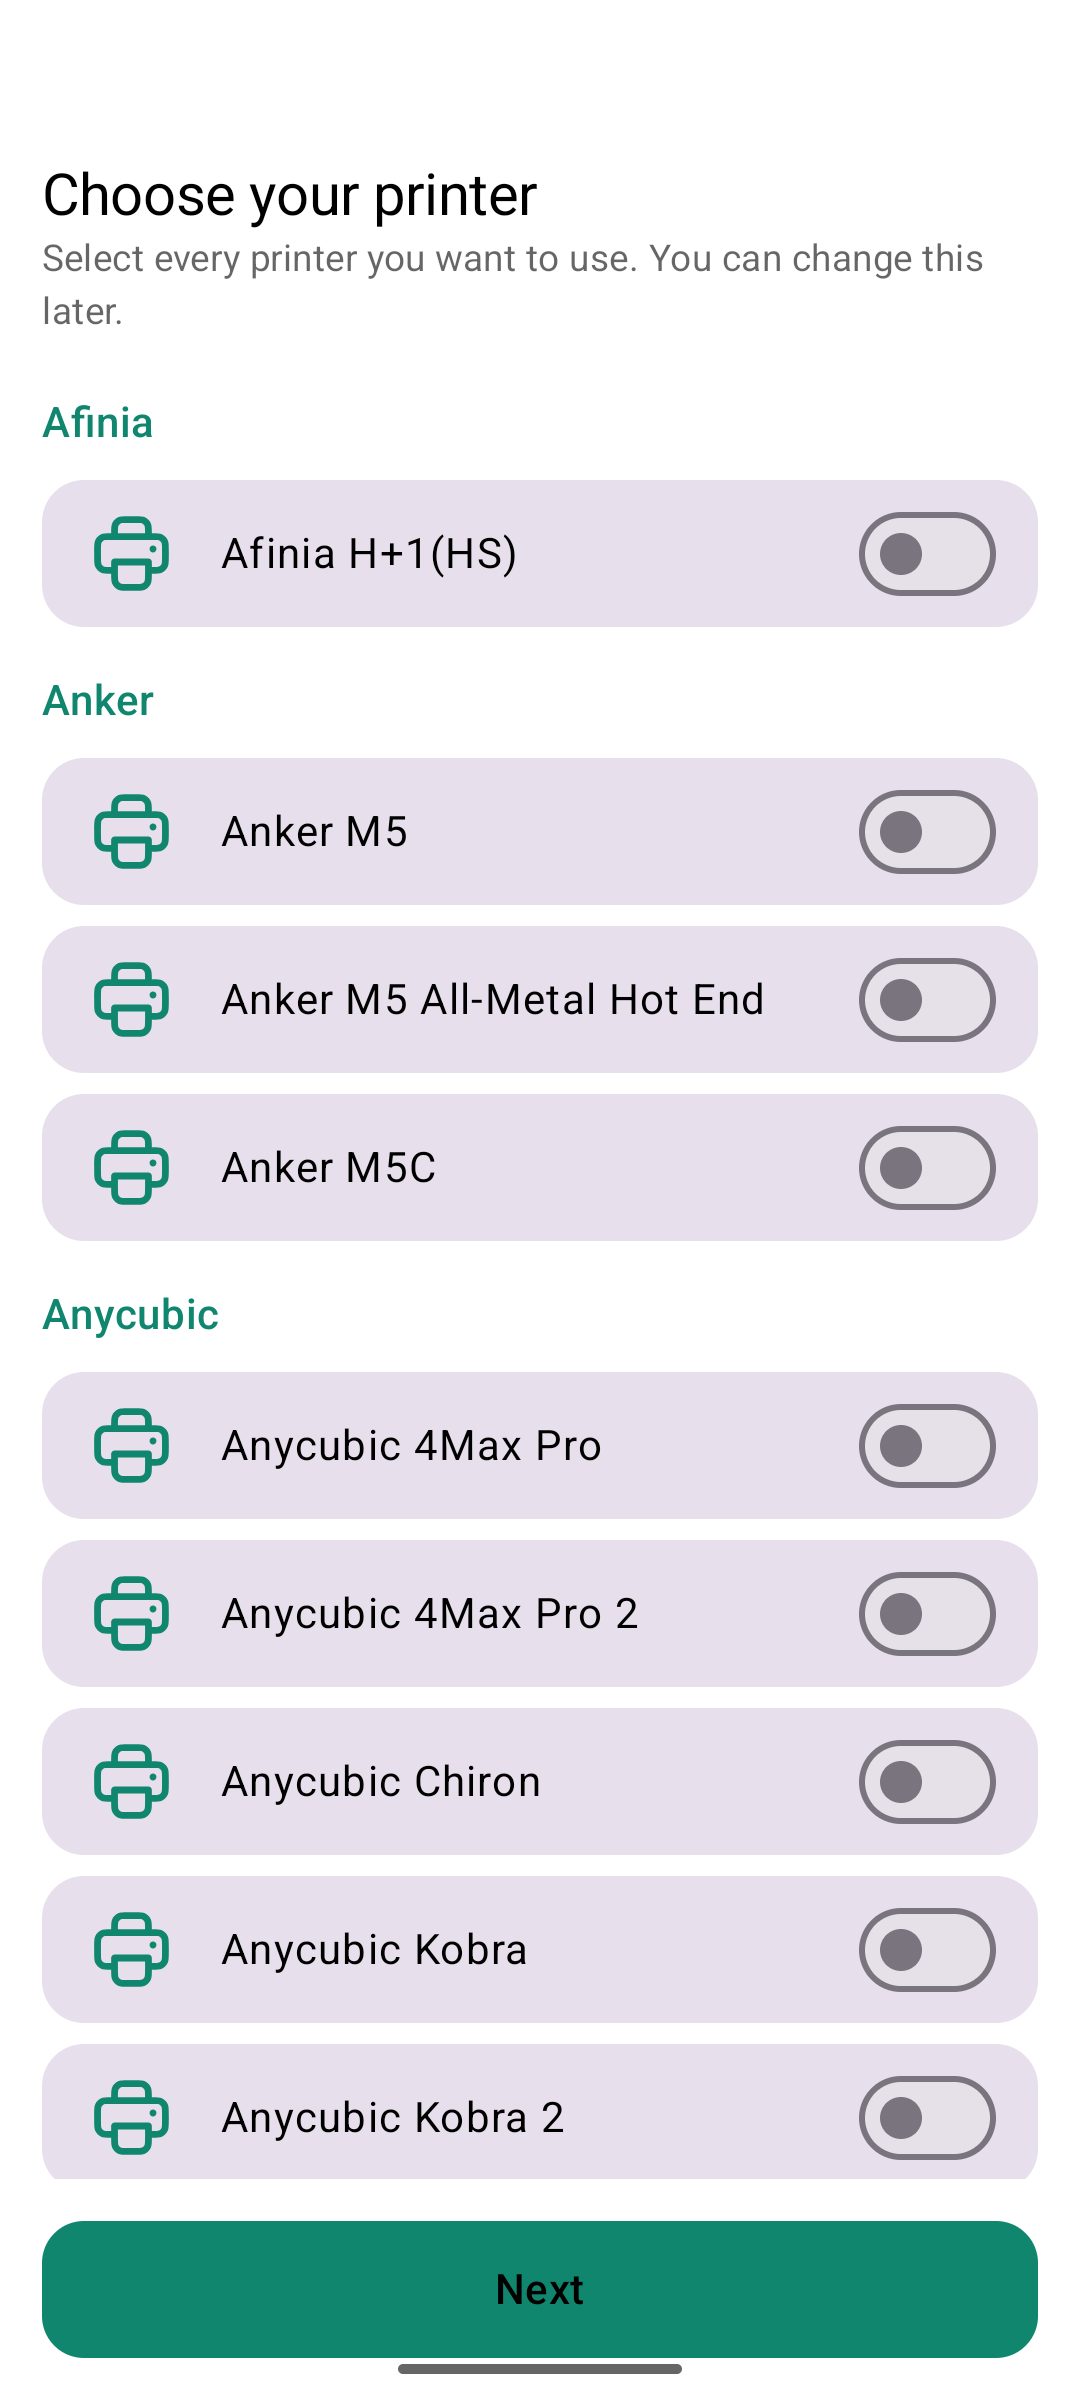 Choose your printer
Select every printer you want to use. You can change this
later.
Afinia
Afinia H+1(HS)
Anker
Anker M5
Anker M5 All-Metal Hot End
Anker M5C
Anycubic
Anycubic 4Max Pro
Anycubic 4Max Pro 2
Anycubic Chiron
Anycubic Kobra
Anycubic Kobra 2
Next